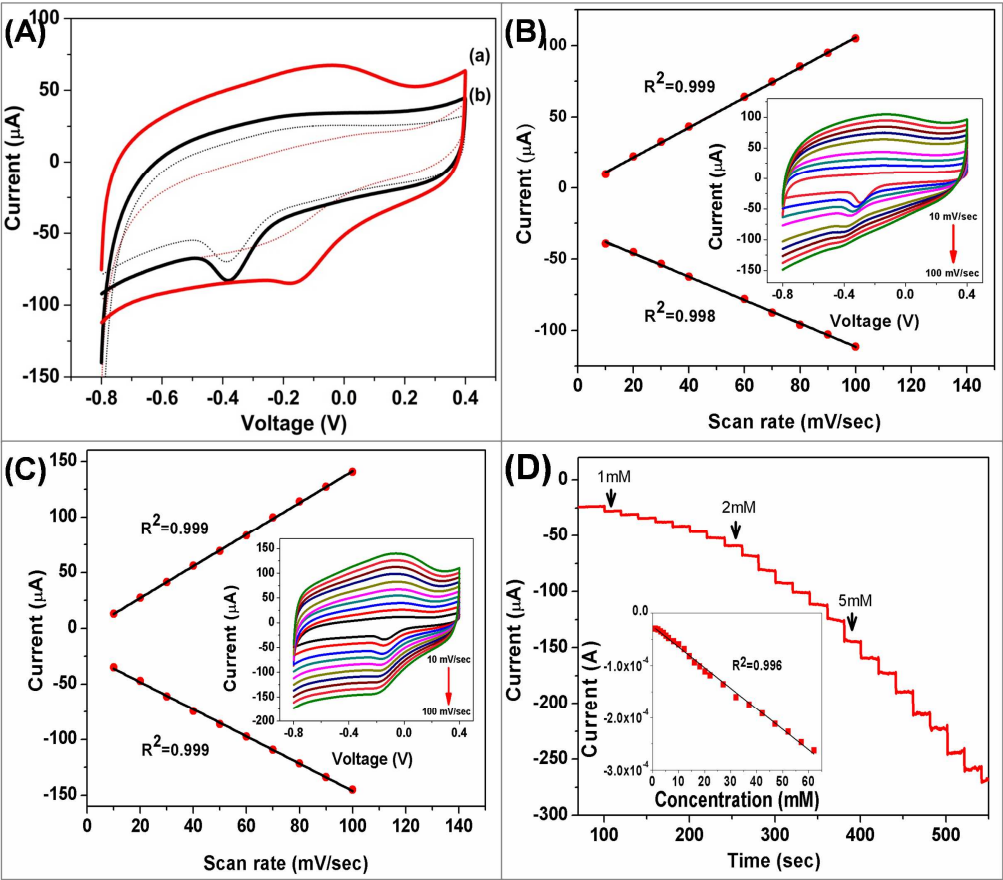 (A)
100
50
0
-50
-100
-150
Current (µA)
(a)
(b)
-0.8 -0.6 -0.4 -0.2 0.0 0.2 0.4
Voltage (V)
(B)
100
50
0
-50
-100
Current (µA)
R2=0.999
R2=0.998
0 20 40 60 80 100 120 140
Scan rate (mV/sec)
100
50
0
-50
-100
-150
Current (µA)
10 mV/sec
100 mV/sec
-0.8 -0.4 0.0 0.4
Voltage (V)
(C)
150
100
50
0
-50
-100
-150
Current (µA)
R2=0.999
R2=0.999
0 20 40 60 80 100 120 140
Scan rate (mV/sec)
150
100
50
0
-50
-100
-150
-200
Current (µA)
10 mV/sec
100 mV/sec
-0.8 -0.4 0.0 0.4
Voltage (V)
(D)
0
-50
-100
-150
-200
-250
-300
Current (µA)
1mM
2mM
5mM
100 200 300 400 500
Time (sec)
0.0
-1.0x10-4
-2.0x10-4
-3.0x10-4
Current (A)
R2=0.996
0 10 20 30 40 50 60
Concentration (mM)